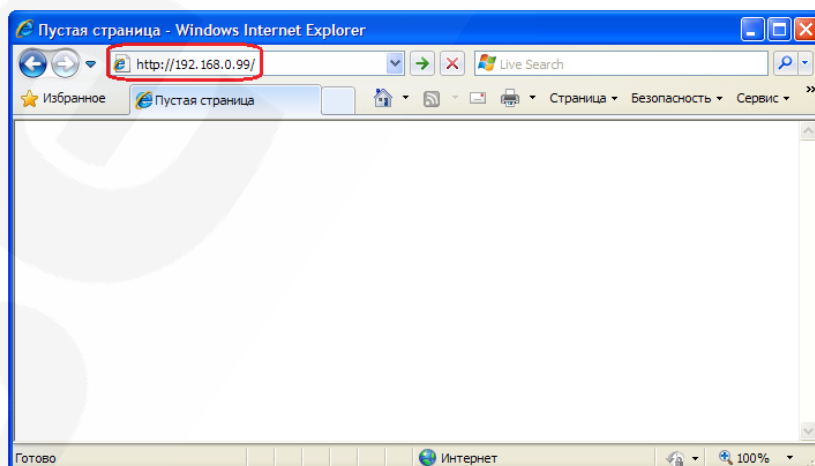 Пустая страница - Windows Internet Explorer
http://192.168.0.99/ Live Search
Избранное Пустая страница Страница Безопасность Сервис »
Готово Интернет 100%